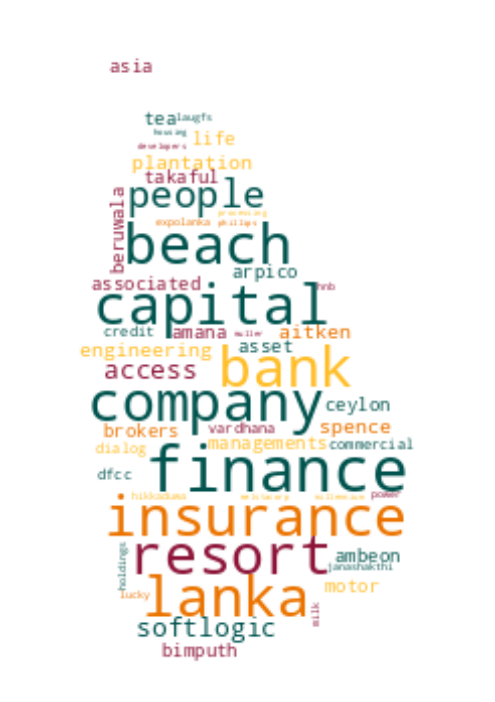 asia
tea laugfs
housing
life
developers
plantation
takaful
people
processing
expolanka phillips
beruwala
beach
arpico
associated
hnb
capital
credit amana muller aitken
asset
engineering
bank
access
company
ceylon
brokers vardhana spence
managements commercial
dialog
finance
dfcc
hikkaduwa
power
insurance
resort
ambeon
holdings
janashakthi
motor
lanka
lucky
milk
softlogic
bimputh